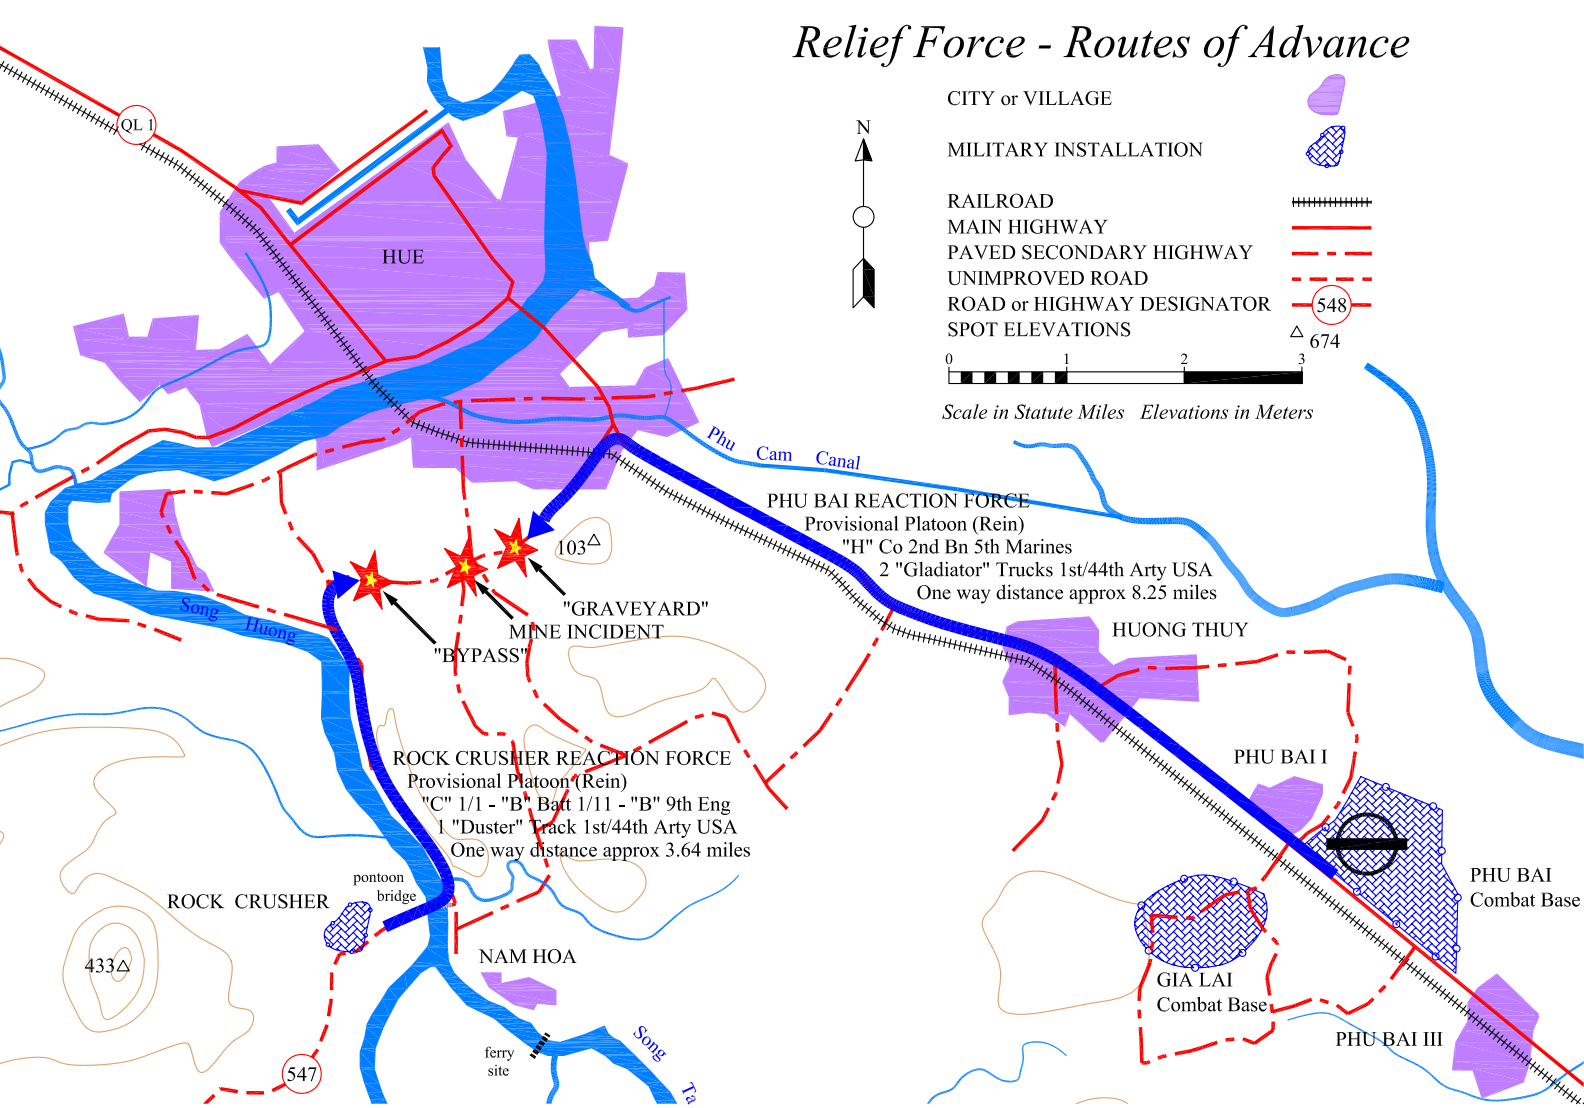 Relief Force - Routes of Advance
CITY or VILLAGE
MILITARY INSTALLATION
RAILROAD
MAIN HIGHWAY
PAVED SECONDARY HIGHWAY
UNIMPROVED ROAD
ROAD or HIGHWAY DESIGNATOR
548
SPOT ELEVATIONS
674
N
0 1 2 3
Scale in Statute Miles Elevations in Meters
QL 1
HUE
Phu Cam Canal
PHU BAI REACTION FORCE
Provisional Platoon (Rein)
"H" Co 2nd Bn 5th Marines
2 "Gladiator" Trucks 1st/44th Arty USA
One way distance approx 8.25 miles
103
"GRAVEYARD"
MINE INCIDENT
"BYPASS"
Song Huong
HUONG THUY
ROCK CRUSHER REACTION FORCE
Provisional Platoon (Rein)
"C" 1/1 - "B" Batt 1/11 - "B" 9th Eng
1 "Duster" Track 1st/44th Arty USA
One way distance approx 3.64 miles
PHU BAI I
pontoon
bridge
ROCK CRUSHER
PHU BAI
Combat Base
433
NAM HOA
GIA LAI
Combat Base
PHU BAI III
ferry
site
Song
Ta
547